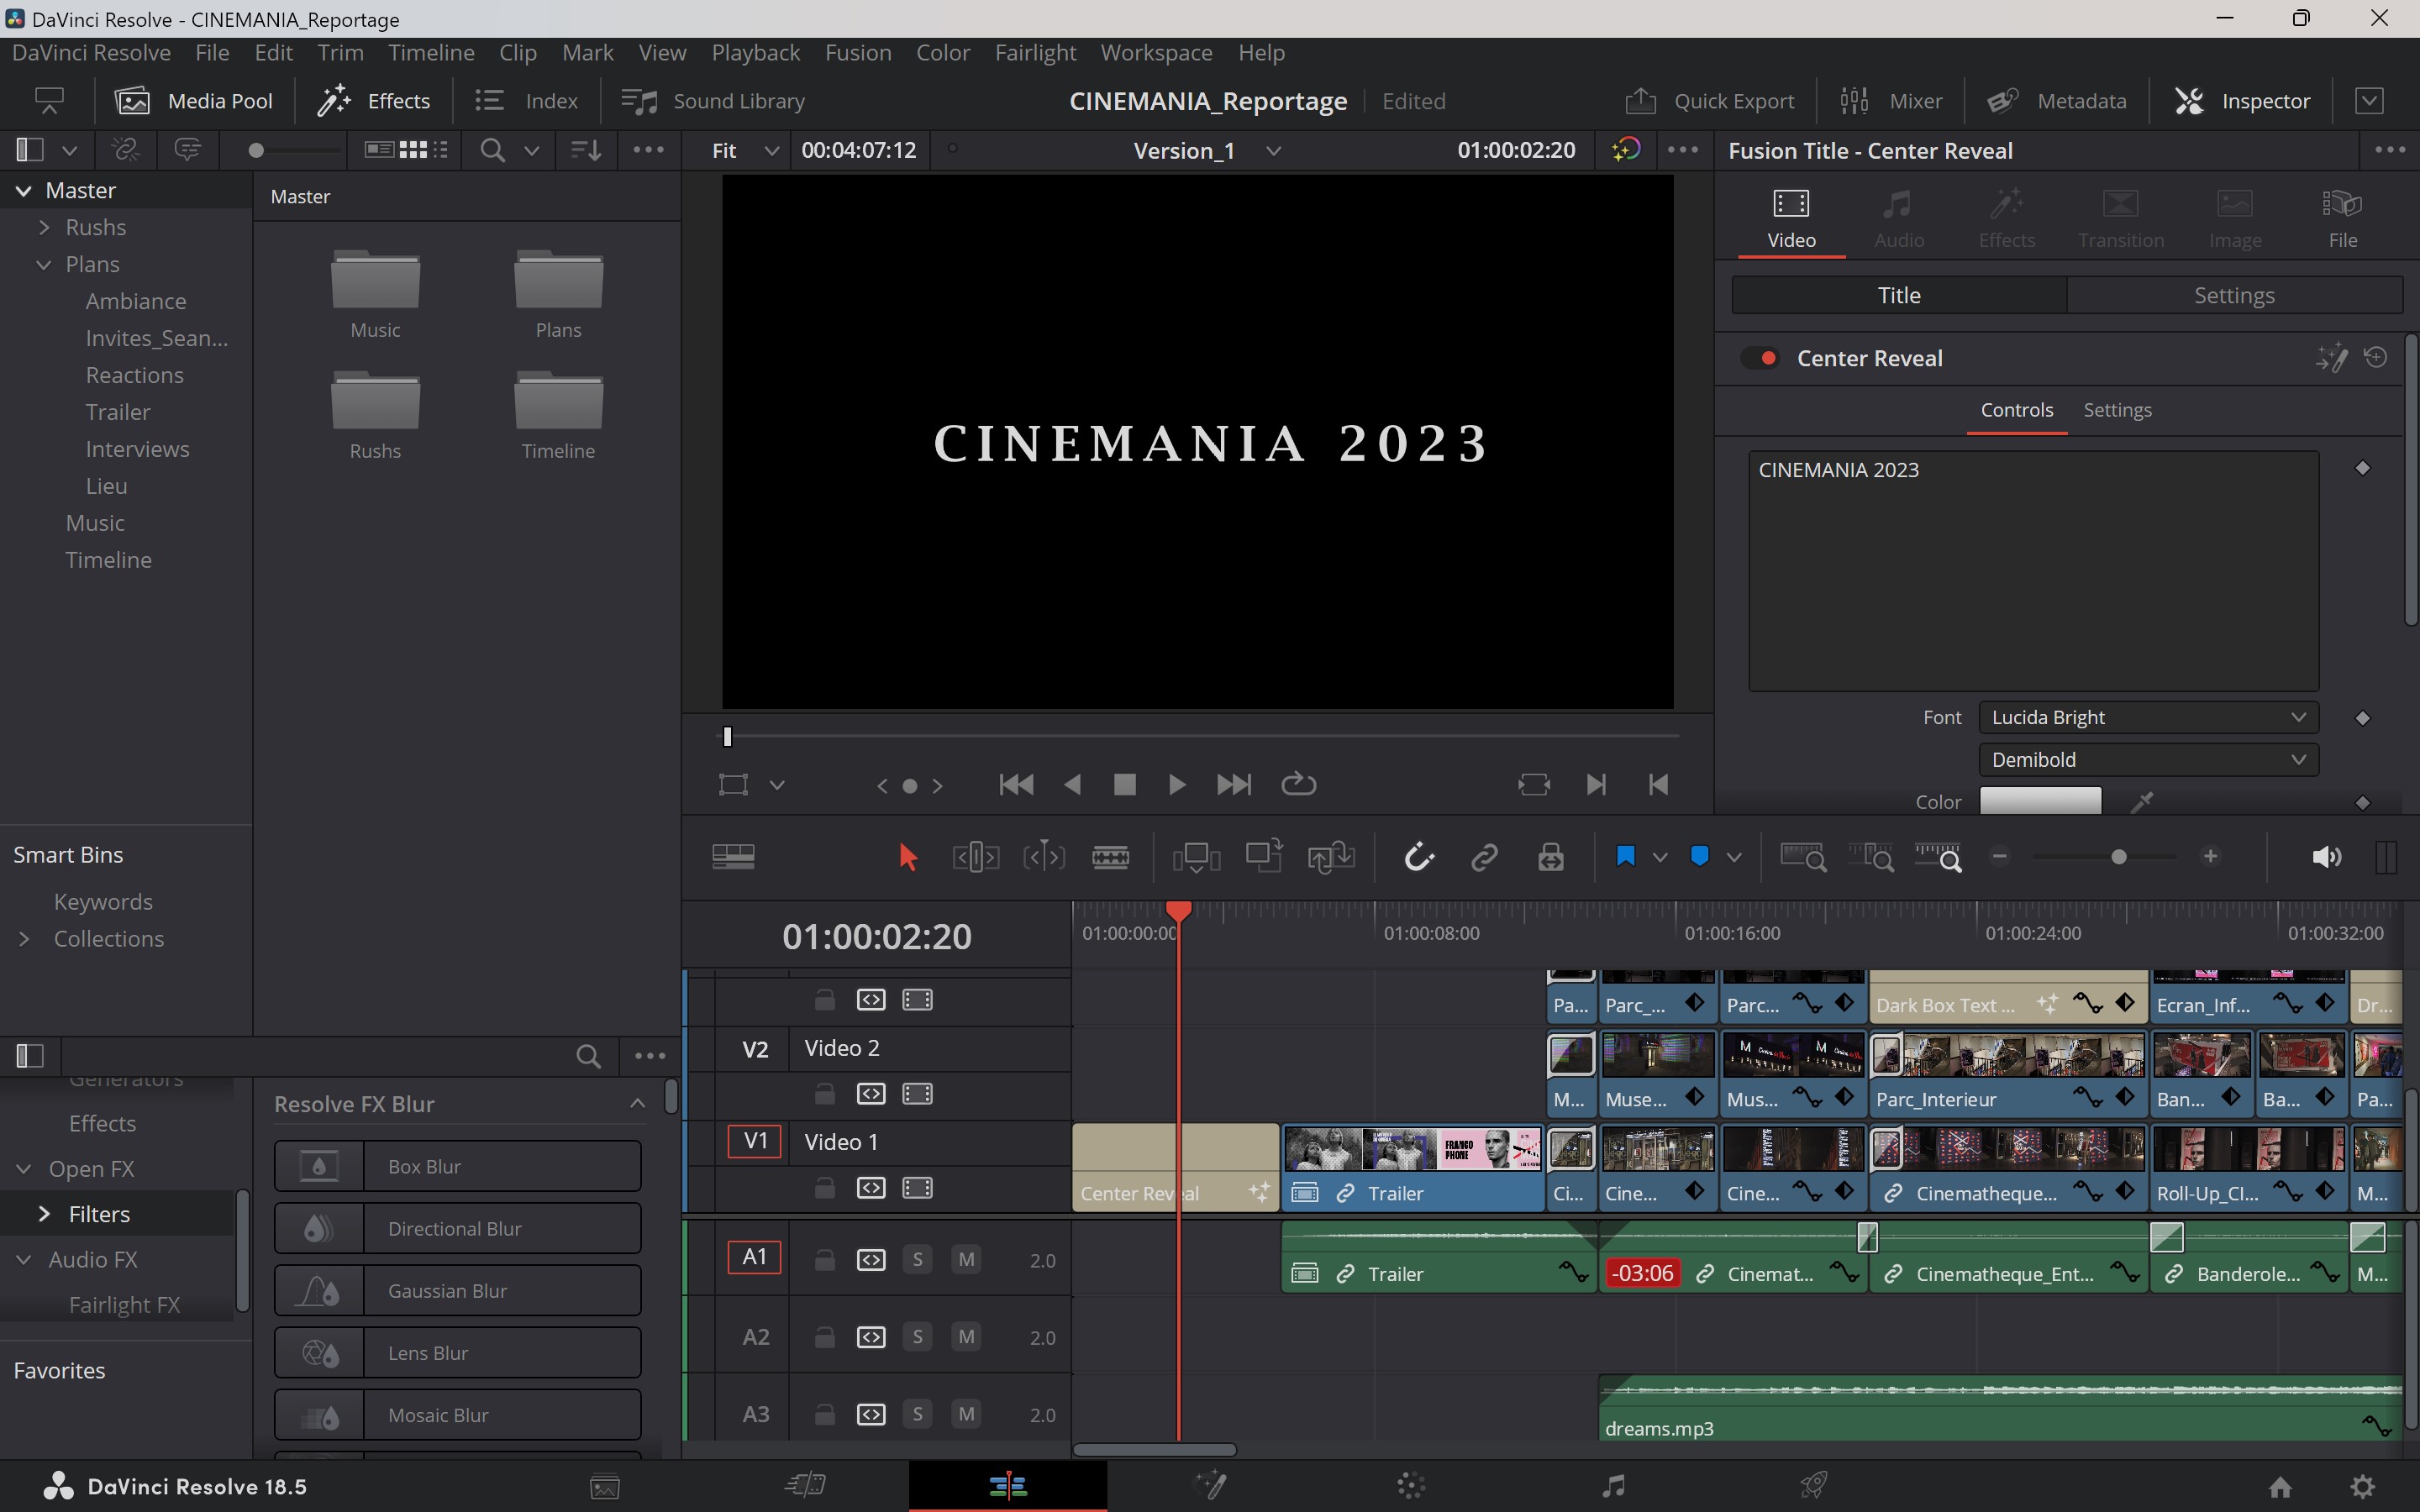 DaVinci Resolve - CINEMANIA_Reportage
DaVinci Resolve File Edit Trim Timeline Clip Mark View Playback Fusion Color Fairlight Workspace Help
Media Pool Effects Index Sound Library CINEMANIA_Reportage Edited Quick Export Mixer Metadata Inspector
Fit 00:04:07:12 Version_1 01:00:02:20 Fusion Title - Center Reveal
Master
Rushs
Plans
Ambiance
Invites_Sean...
Reactions
Trailer
Interviews
Lieu
Music
Timeline
Master
Music Plans
Rushs Timeline
CINEMANIA 2023
Video Audio Effects Transition Image File
Title Settings
Center Reveal
Controls Settings
CINEMANIA 2023
Font Lucida Bright
Demibold
Color
Smart Bins
Keywords
Collections
Generators
Effects
Open FX
Filters
Audio FX
Fairlight FX
Favorites
Resolve FX Blur
Box Blur
Directional Blur
Gaussian Blur
Lens Blur
Mosaic Blur
01:00:02:20 01:00:00:00 01:00:08:00 01:00:16:00 01:00:24:00 01:00:32:00
Pa... Parc_... Parc... Dark Box Text ... Ecran_Inf... Dr...
V2 Video 2
M... Muse... Mus... Parc_Interieur Ban... Ba... Pa...
V1 Video 1
FRANCO
PHONE
Center Reveal Trailer Ci... Cine... Cine... Cinematheque... Roll-Up_CI... M...
A1 S M 2.0
Trailer -03:06 Cinemat... Cinematheque_Ent... Banderole... M...
A2 S M 2.0
A3 S M 2.0
dreams.mp3
DaVinci Resolve 18.5